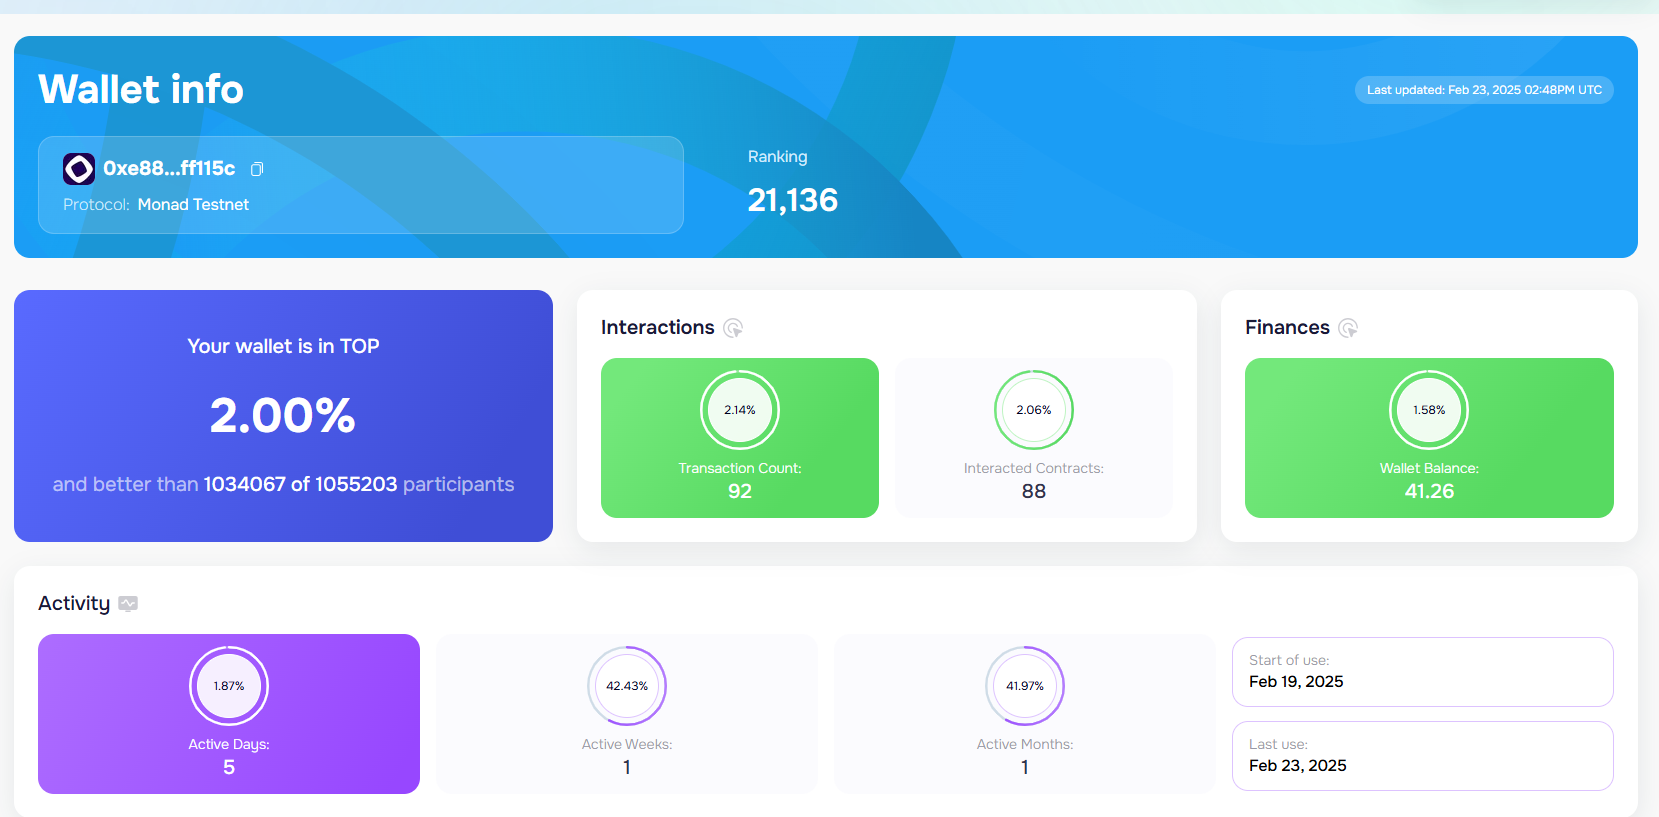 Wallet info
Last updated: Feb 23, 2025 02:48PM UTC
0xe88...ff115c
Protocol: Monad Testnet
Ranking
21,136
Your wallet is in TOP
2.00%
and better than 1034067 of 1055203 participants
Interactions
2.14%
Transaction Count:
92
2.06%
Interacted Contracts:
88
Finances
1.58%
Wallet Balance:
41.26
Activity
1.87%
Active Days:
5
42.43%
Active Weeks:
1
41.97%
Active Months:
1
Start of use:
Feb 19, 2025
Last use:
Feb 23, 2025